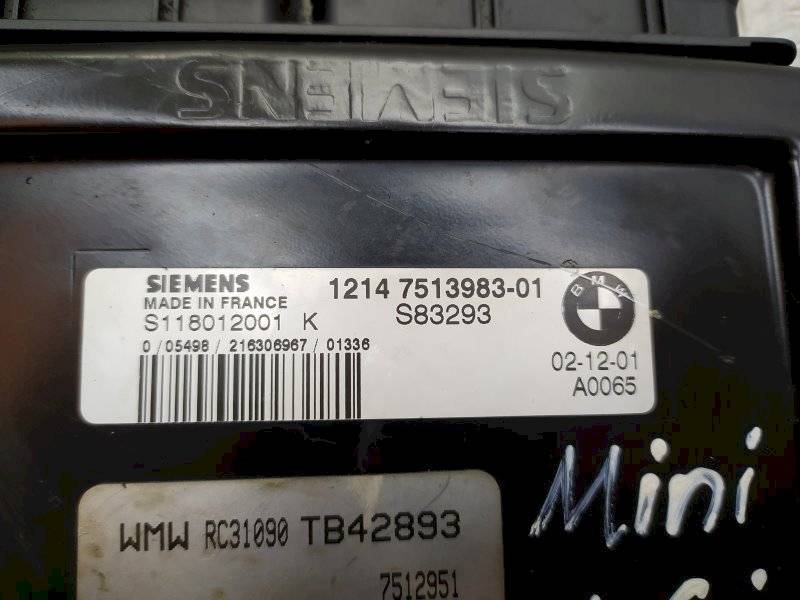 SIEMENS
SIEMENS 1214 7513983-01
MADE IN FRANCE
S118012001 K S83293
BMW
0 / 05498 / 216306967 / 01336
02-12-01
A0065
WMW RC31090 TB42893
7512951
Mini